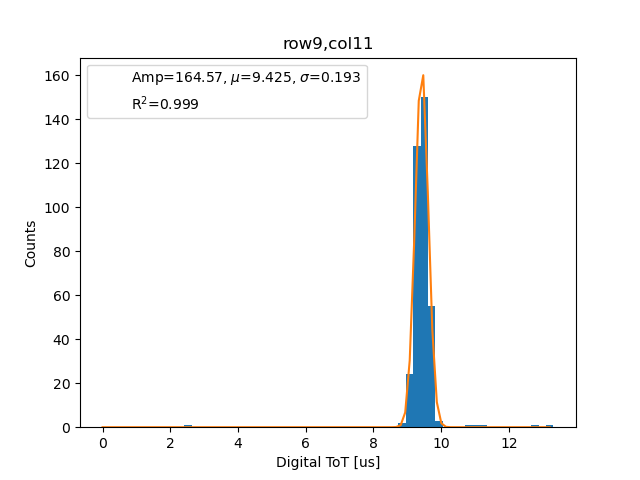 row9,col11
Amp=164.57, μ=9.425, σ=0.193
R²=0.999
160
140
120
100
80
60
40
20
0
Counts
0 2 4 6 8 10 12
Digital ToT [us]